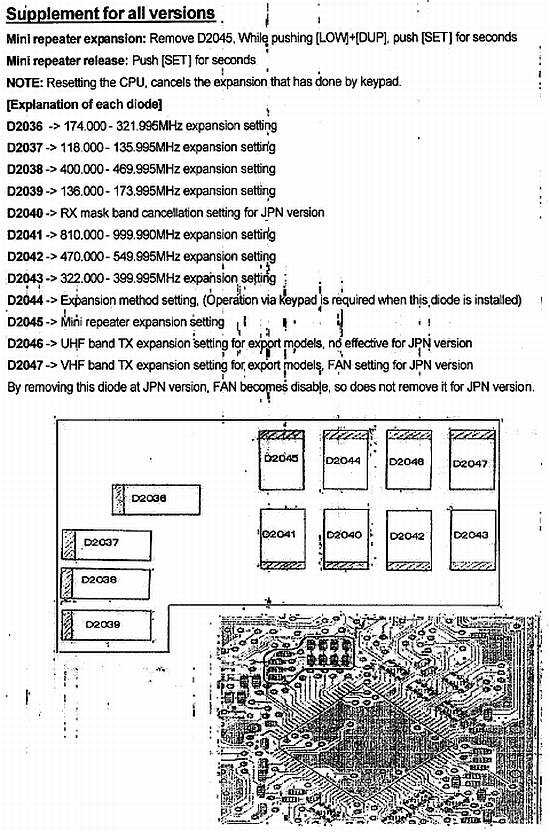 Supplement for all versions
Mini repeater expansion: Remove D2045, While pushing [LOW]+[DUP], push [SET] for seconds
Mini repeater release: Push [SET] for seconds
NOTE: Resetting the CPU, cancels the expansion that has done by keypad.
[Explanation of each diode]
D2036 -> 174.000 - 321.995MHz expansion setting
D2037 -> 118.000 - 135.995MHz expansion setting
D2038 -> 400.000 - 469.995MHz expansion setting
D2039 -> 136.000 - 173.995MHz expansion setting
D2040 -> RX mask band cancellation setting for JPN version
D2041 -> 810.000 - 999.990MHz expansion setting
D2042 -> 470.000 - 549.995MHz expansion setting
D2043 -> 322.000 - 399.995MHz expansion setting
D2044 -> Expansion method setting, (Operation via keypad is required when this diode is installed)
D2045 -> Mini repeater expansion setting
D2046 -> UHF band TX expansion setting for export models, no effective for JPN version
D2047 -> VHF band TX expansion setting for export models, FAN setting for JPN version
By removing this diode at JPN version, FAN becomes disable, so does not remove it for JPN version.
D2045 D2044 D2046 D2047
D2036
D2041 D2040 D2042 D2043
D2037
D2038
D2039